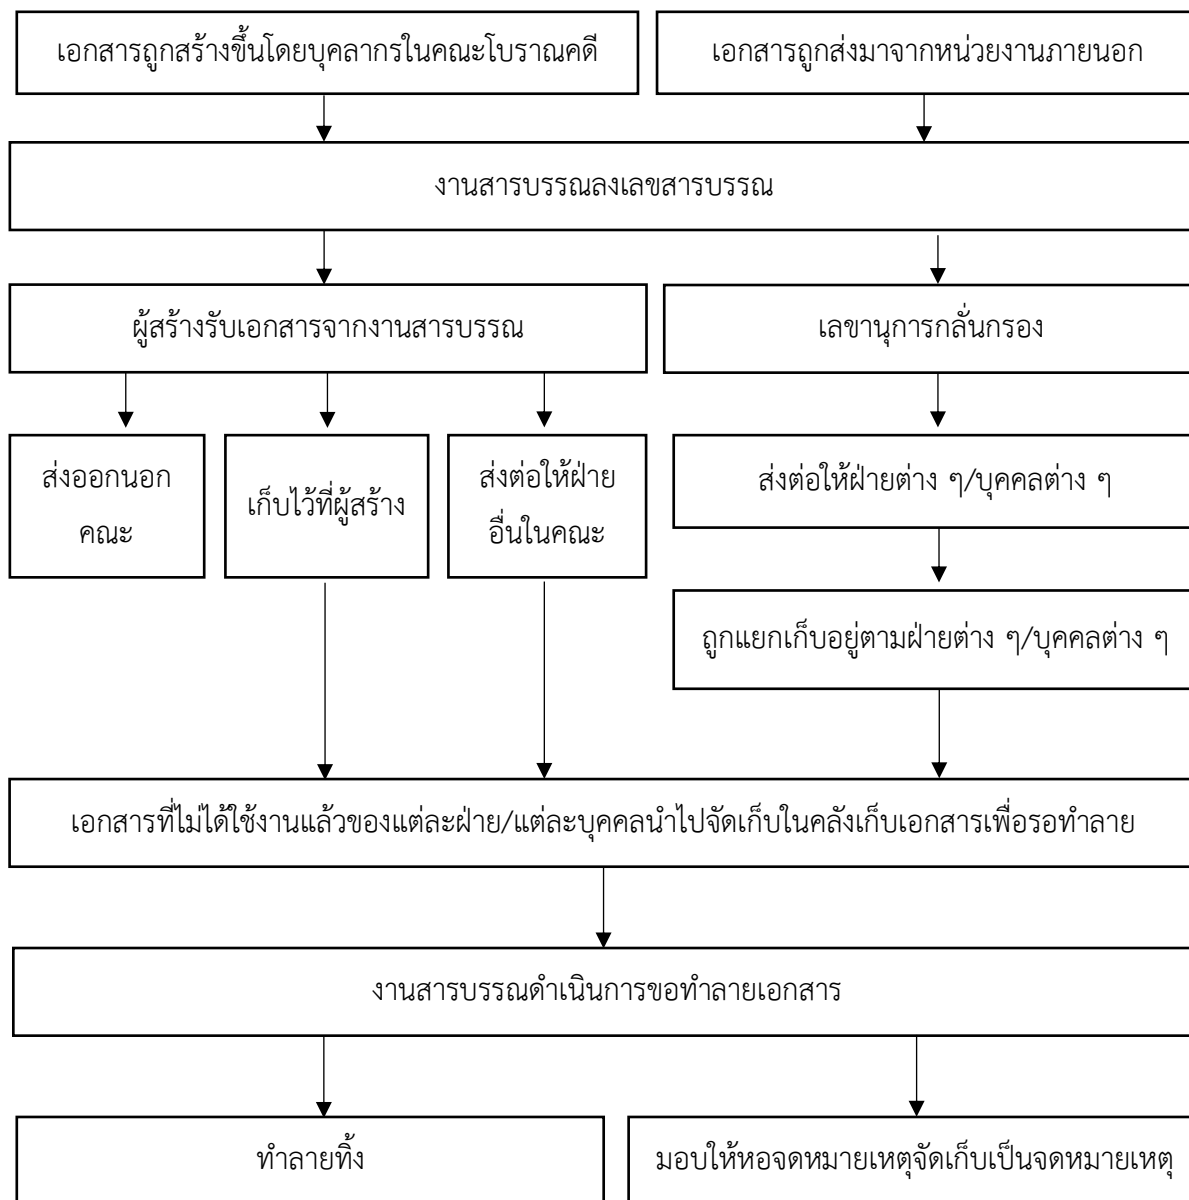 เอกสารถูกสร้างขึ้นโดยบุคลากรในคณะโบราณคดี
เอกสารถูกส่งมาจากหน่วยงานภายนอก
งานสารบรรณลงเลขสารบรรณ
ผู้สร้างรับเอกสารจากงานสารบรรณ
เลขานุการกลั่นกรอง
ส่งออกนอก
คณะ
เก็บไว้ที่ผู้สร้าง
ส่งต่อให้ฝ่าย
อื่นในคณะ
ส่งต่อให้ฝ่ายต่าง ๆ/บุคคลต่าง ๆ
ถูกแยกเก็บอยู่ตามฝ่ายต่าง ๆ/บุคคลต่าง ๆ
เอกสารที่ไม่ได้ใช้งานแล้วของแต่ละฝ่าย/แต่ละบุคคลนำไปจัดเก็บในคลังเก็บเอกสารเพื่อรอทำลาย
งานสารบรรณดำเนินการขอทำลายเอกสาร
ทำลายทิ้ง
มอบให้หอจดหมายเหตุจัดเก็บเป็นจดหมายเหตุ